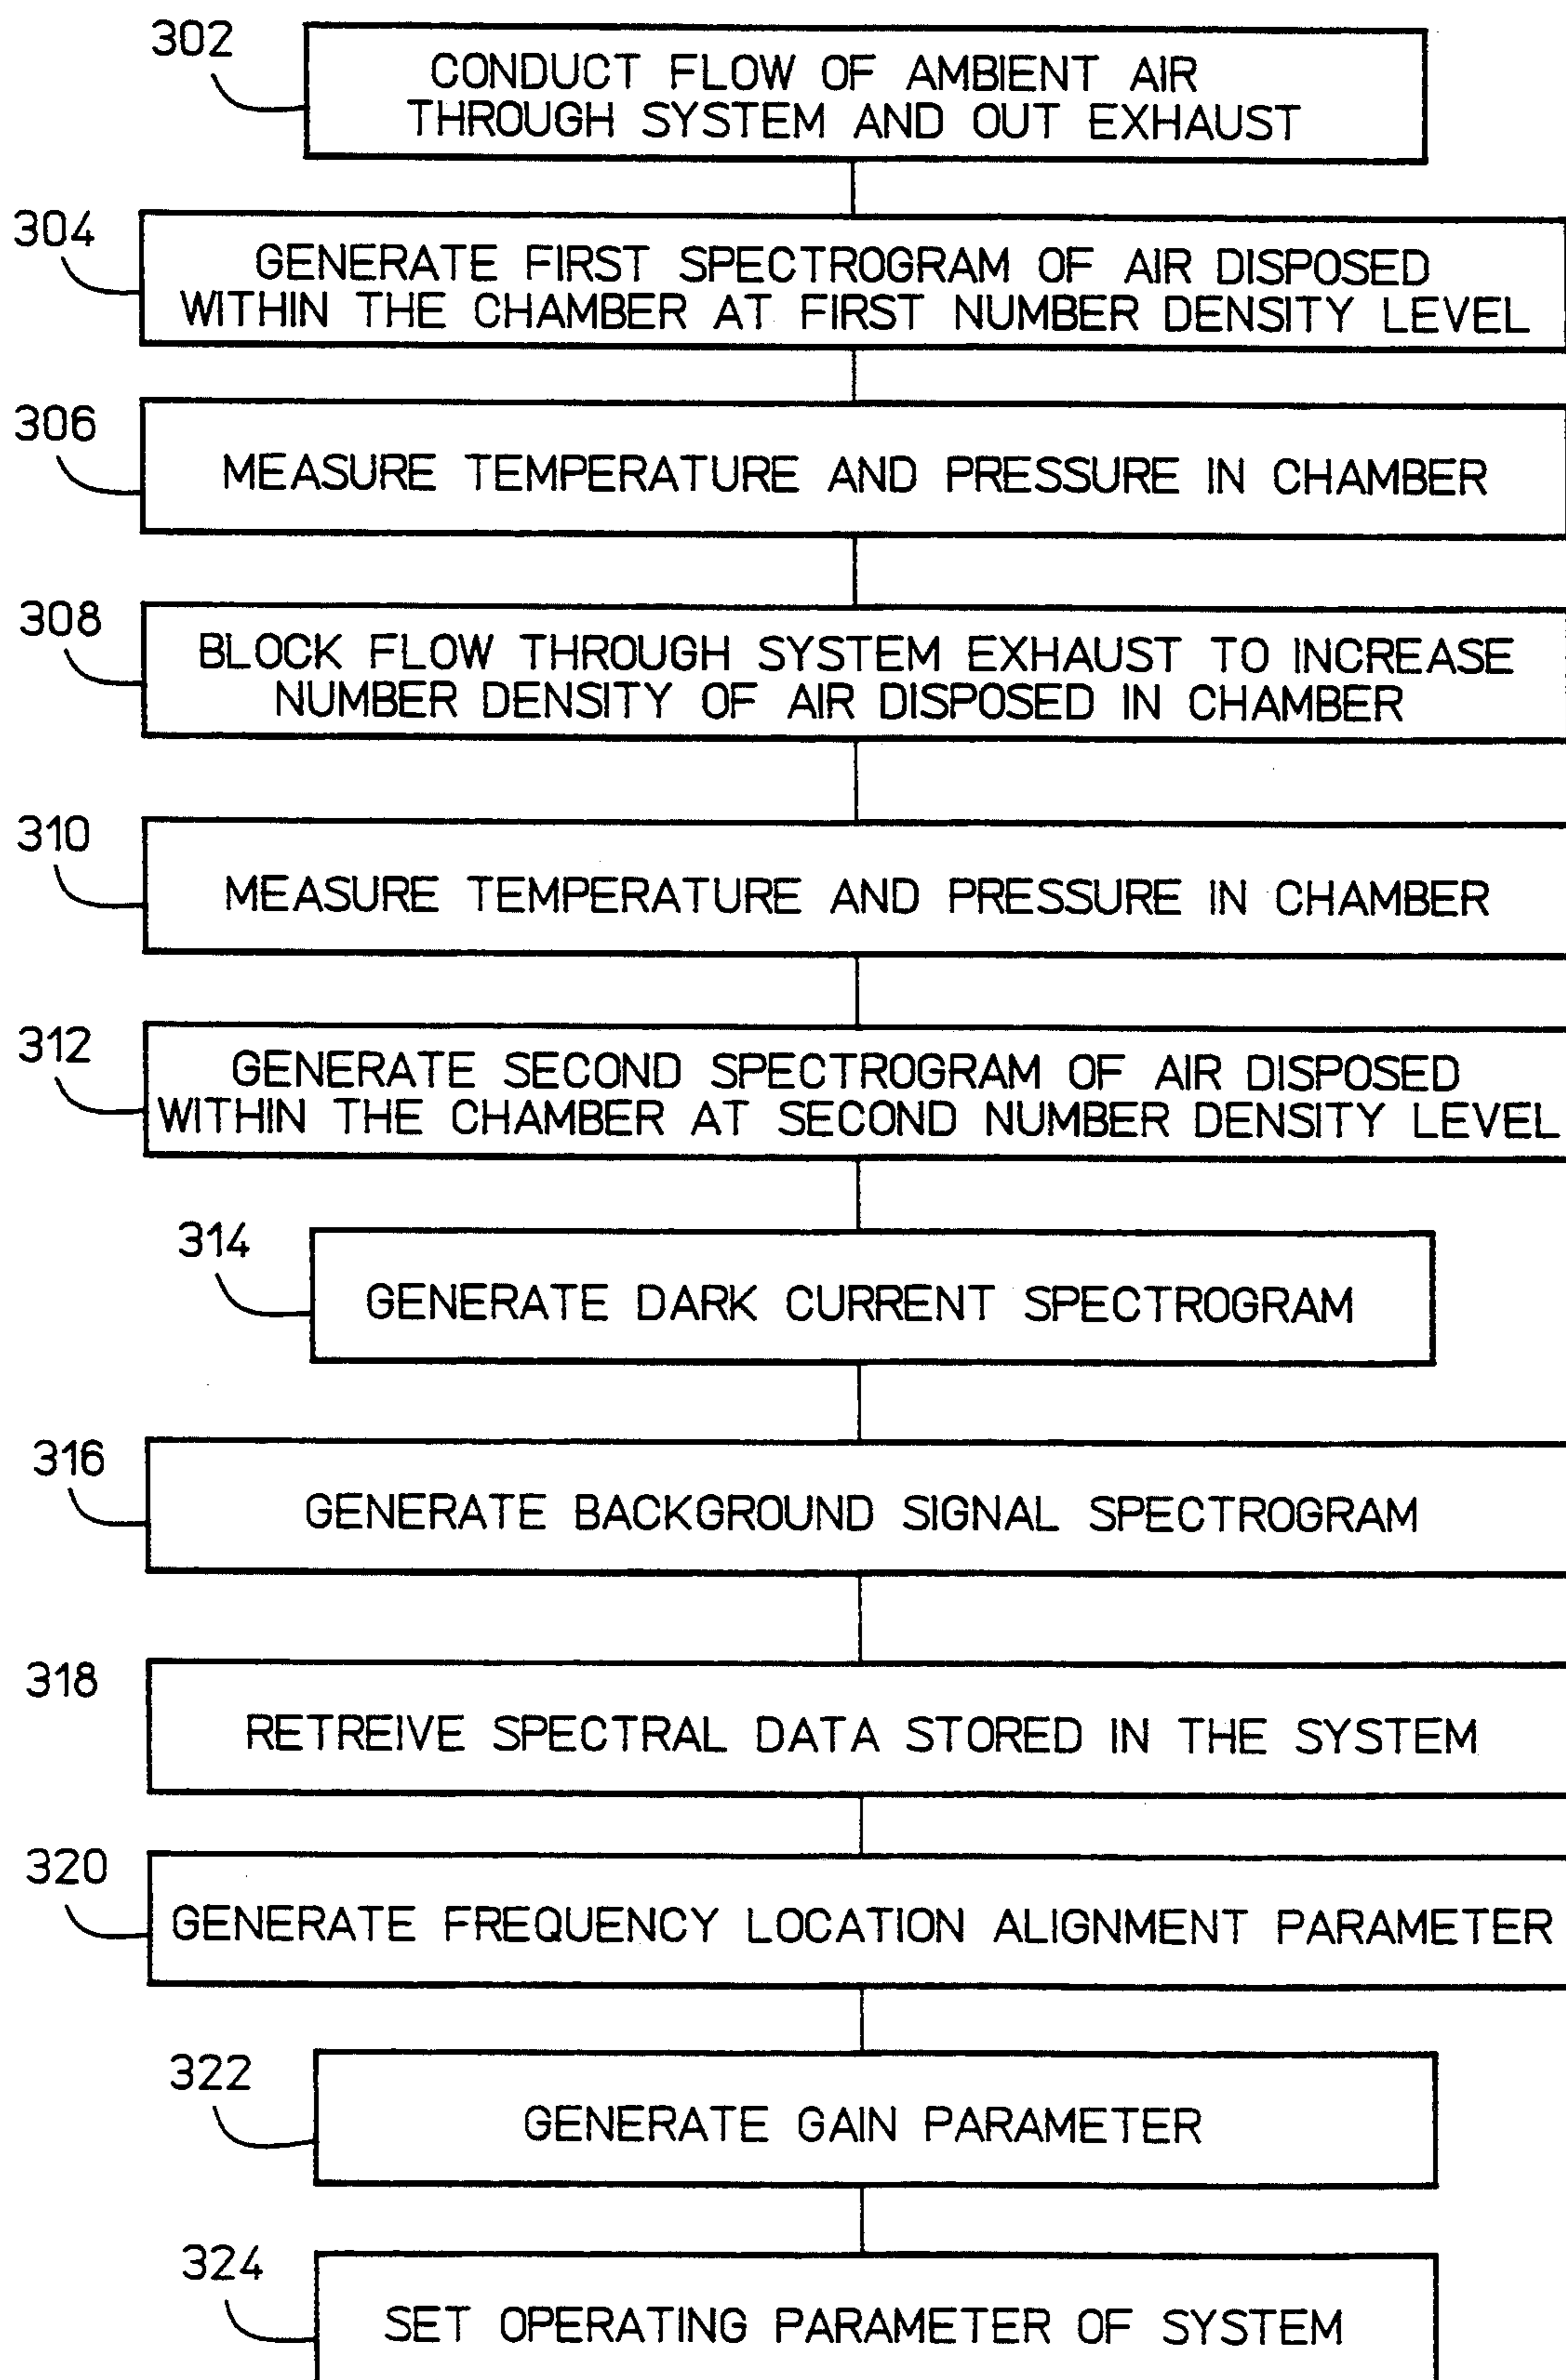 302
CONDUCT FLOW OF AMBIENT AIR
THROUGH SYSTEM AND OUT EXHAUST
304
GENERATE FIRST SPECTROGRAM OF AIR DISPOSED
WITHIN THE CHAMBER AT FIRST NUMBER DENSITY LEVEL
306
MEASURE TEMPERATURE AND PRESSURE IN CHAMBER
308
BLOCK FLOW THROUGH SYSTEM EXHAUST TO INCREASE
NUMBER DENSITY OF AIR DISPOSED IN CHAMBER
310
MEASURE TEMPERATURE AND PRESSURE IN CHAMBER
312
GENERATE SECOND SPECTROGRAM OF AIR DISPOSED
WITHIN THE CHAMBER AT SECOND NUMBER DENSITY LEVEL
314
GENERATE DARK CURRENT SPECTROGRAM
316
GENERATE BACKGROUND SIGNAL SPECTROGRAM
318
RETREIVE SPECTRAL DATA STORED IN THE SYSTEM
320
GENERATE FREQUENCY LOCATION ALIGNMENT PARAMETER
322
GENERATE GAIN PARAMETER
324
SET OPERATING PARAMETER OF SYSTEM